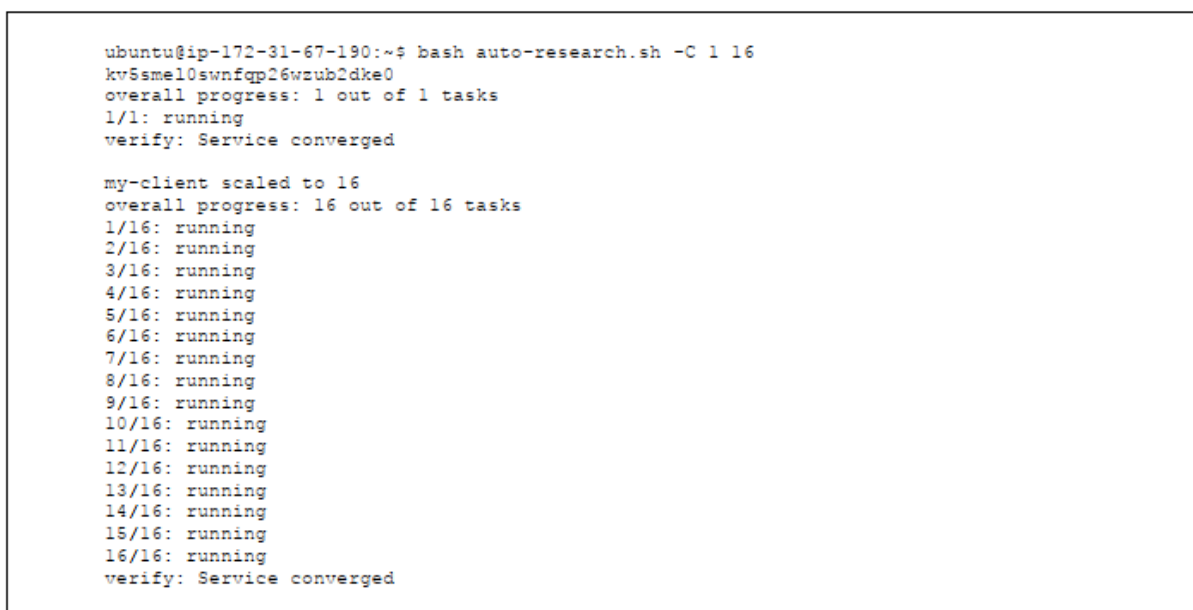 ubuntu@ip-172-31-67-190:~$ bash auto-research.sh -C 1 16
kv5smel0swnfqp26wzub2dke0
overall progress: 1 out of 1 tasks
1/1: running
verify: Service converged
my-client scaled to 16
overall progress: 16 out of 16 tasks
1/16: running
2/16: running
3/16: running
4/16: running
5/16: running
6/16: running
7/16: running
8/16: running
9/16: running
10/16: running
11/16: running
12/16: running
13/16: running
14/16: running
15/16: running
16/16: running
verify: Service converged